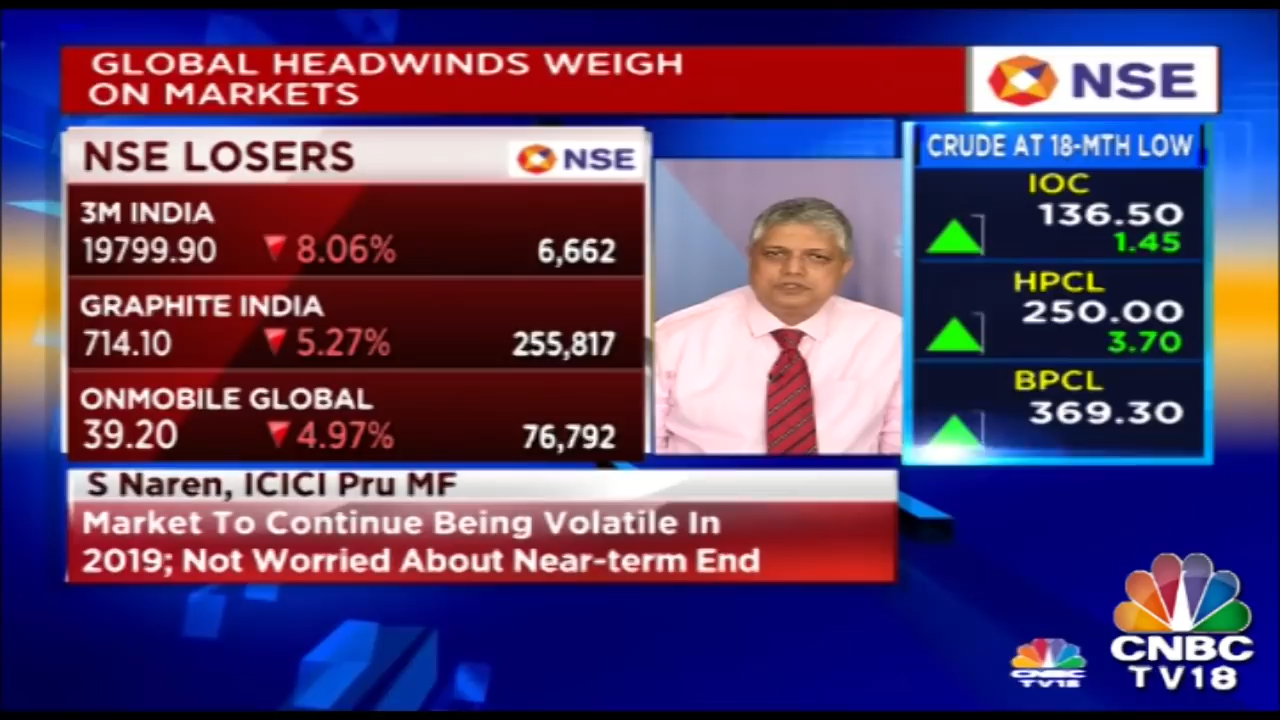 GLOBAL HEADWINDS WEIGH
ON MARKETS
NSE
NSE LOSERS
NSE
3M INDIA
19799.90 8.06% 6,662
GRAPHITE INDIA
714.10 5.27% 255,817
ONMOBILE GLOBAL
39.20 4.97% 76,792
CRUDE AT 18-MTH LOW
IOC
136.50
1.45
HPCL
250.00
3.70
BPCL
369.30
S Naren, ICICI Pru MF
Market To Continue Being Volatile In
2019; Not Worried About Near-term End
CNBC
TV18
CNBC
TV18